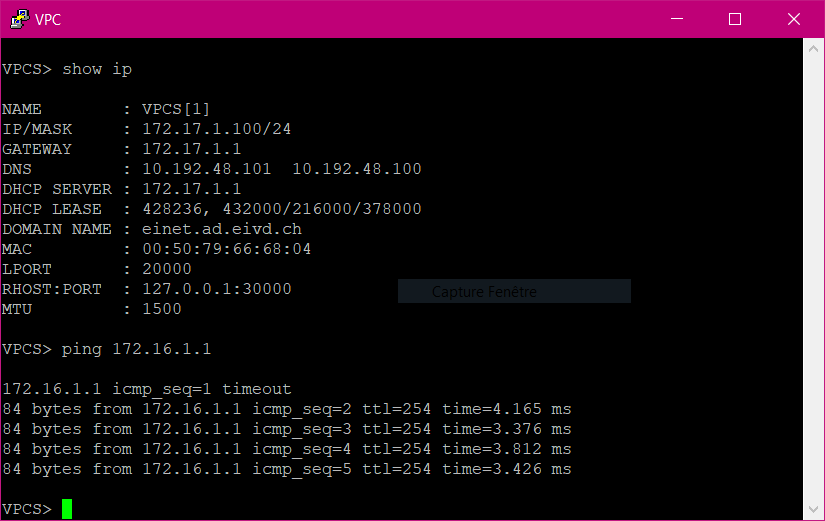 VPC
VPCS> show ip
NAME        : VPCS[1]
IP/MASK     : 172.17.1.100/24
GATEWAY     : 172.17.1.1
DNS         : 10.192.48.101  10.192.48.100
DHCP SERVER : 172.17.1.1
DHCP LEASE  : 428236, 432000/216000/378000
DOMAIN NAME : einet.ad.eivd.ch
MAC         : 00:50:79:66:68:04
LPORT       : 20000
RHOST:PORT  : 127.0.0.1:30000
Capture Fenêtre
MTU         : 1500
VPCS> ping 172.16.1.1
172.16.1.1 icmp_seq=1 timeout
84 bytes from 172.16.1.1 icmp_seq=2 ttl=254 time=4.165 ms
84 bytes from 172.16.1.1 icmp_seq=3 ttl=254 time=3.376 ms
84 bytes from 172.16.1.1 icmp_seq=4 ttl=254 time=3.812 ms
84 bytes from 172.16.1.1 icmp_seq=5 ttl=254 time=3.426 ms
VPCS>